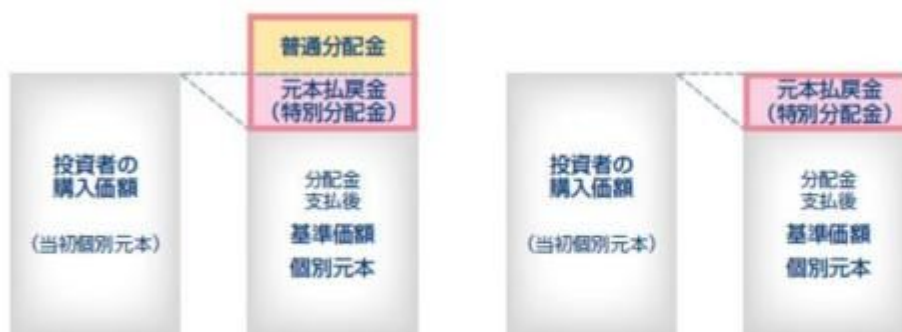 普通分配金
元本払戻金
（特別分配金）
投資者の
購入価額
（当初個別元本）
分配金
支払後
基準価額
個別元本
元本払戻金
（特別分配金）
投資者の
購入価額
（当初個別元本）
分配金
支払後
基準価額
個別元本